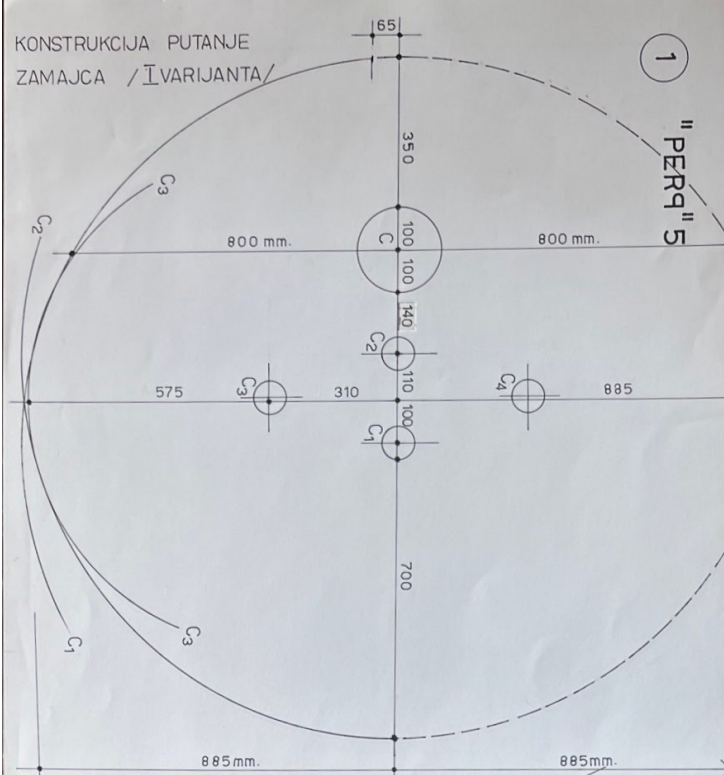 KONSTRUKCIJA PUTANJE
ZAMAJCA /I VARIJANTA/
65
1
"PERq" 5
350
C3
C2
100
C
800 mm.
800 mm.
100
140
C2
110
575
C3
310
C4
885
100
C1
700
C3
C1
885mm.
885mm.